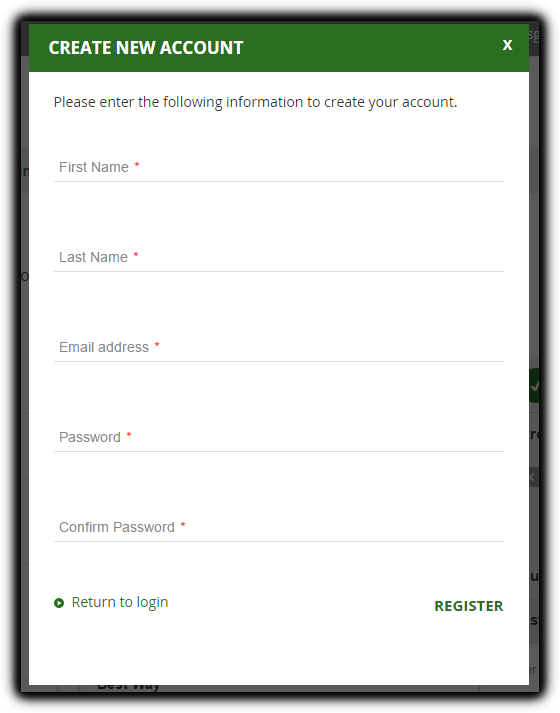 CREATE NEW ACCOUNT X
Please enter the following information to create your account.
First Name *
Last Name *
Email address *
Password *
Confirm Password *
Return to login
REGISTER
Best Way